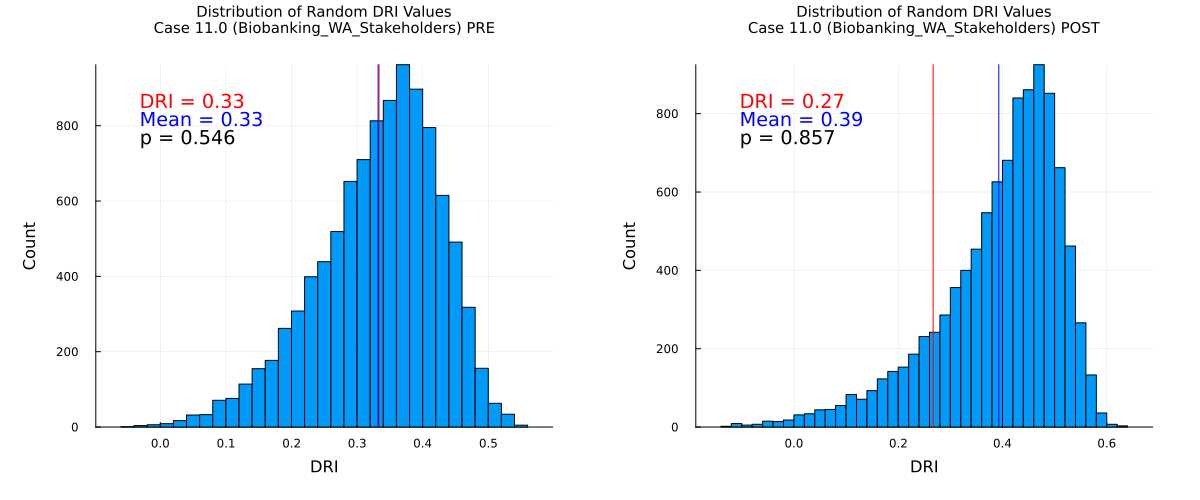 Distribution of Random DRI Values
Case 11.0 (Biobanking_WA_Stakeholders) PRE
DRI = 0.33
Mean = 0.33
p = 0.546
Count
800
600
400
200
0
0.0 0.1 0.2 0.3 0.4 0.5
DRI
Distribution of Random DRI Values
Case 11.0 (Biobanking_WA_Stakeholders) POST
DRI = 0.27
Mean = 0.39
p = 0.857
Count
800
600
400
200
0
0.0 0.2 0.4 0.6
DRI